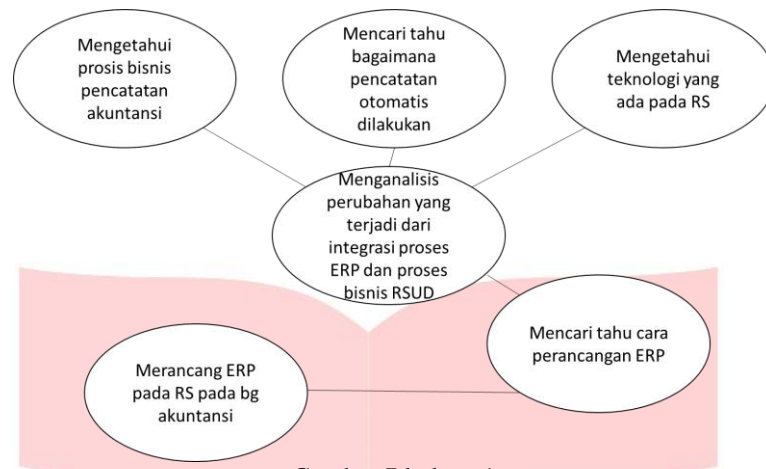 Mengetahui
prosis bisnis
pencatatan
akuntansi
Mencari tahu
bagaimana
pencatatan
otomatis
dilakukan
Mengetahui
teknologi yang
ada pada RS
Menganalisis
perubahan yang
terjadi dari
integrasi proses
ERP dan proses
bisnis RSUD
Mencari tahu cara
perancangan ERP
Merancang ERP
pada RS pada bg
akuntansi